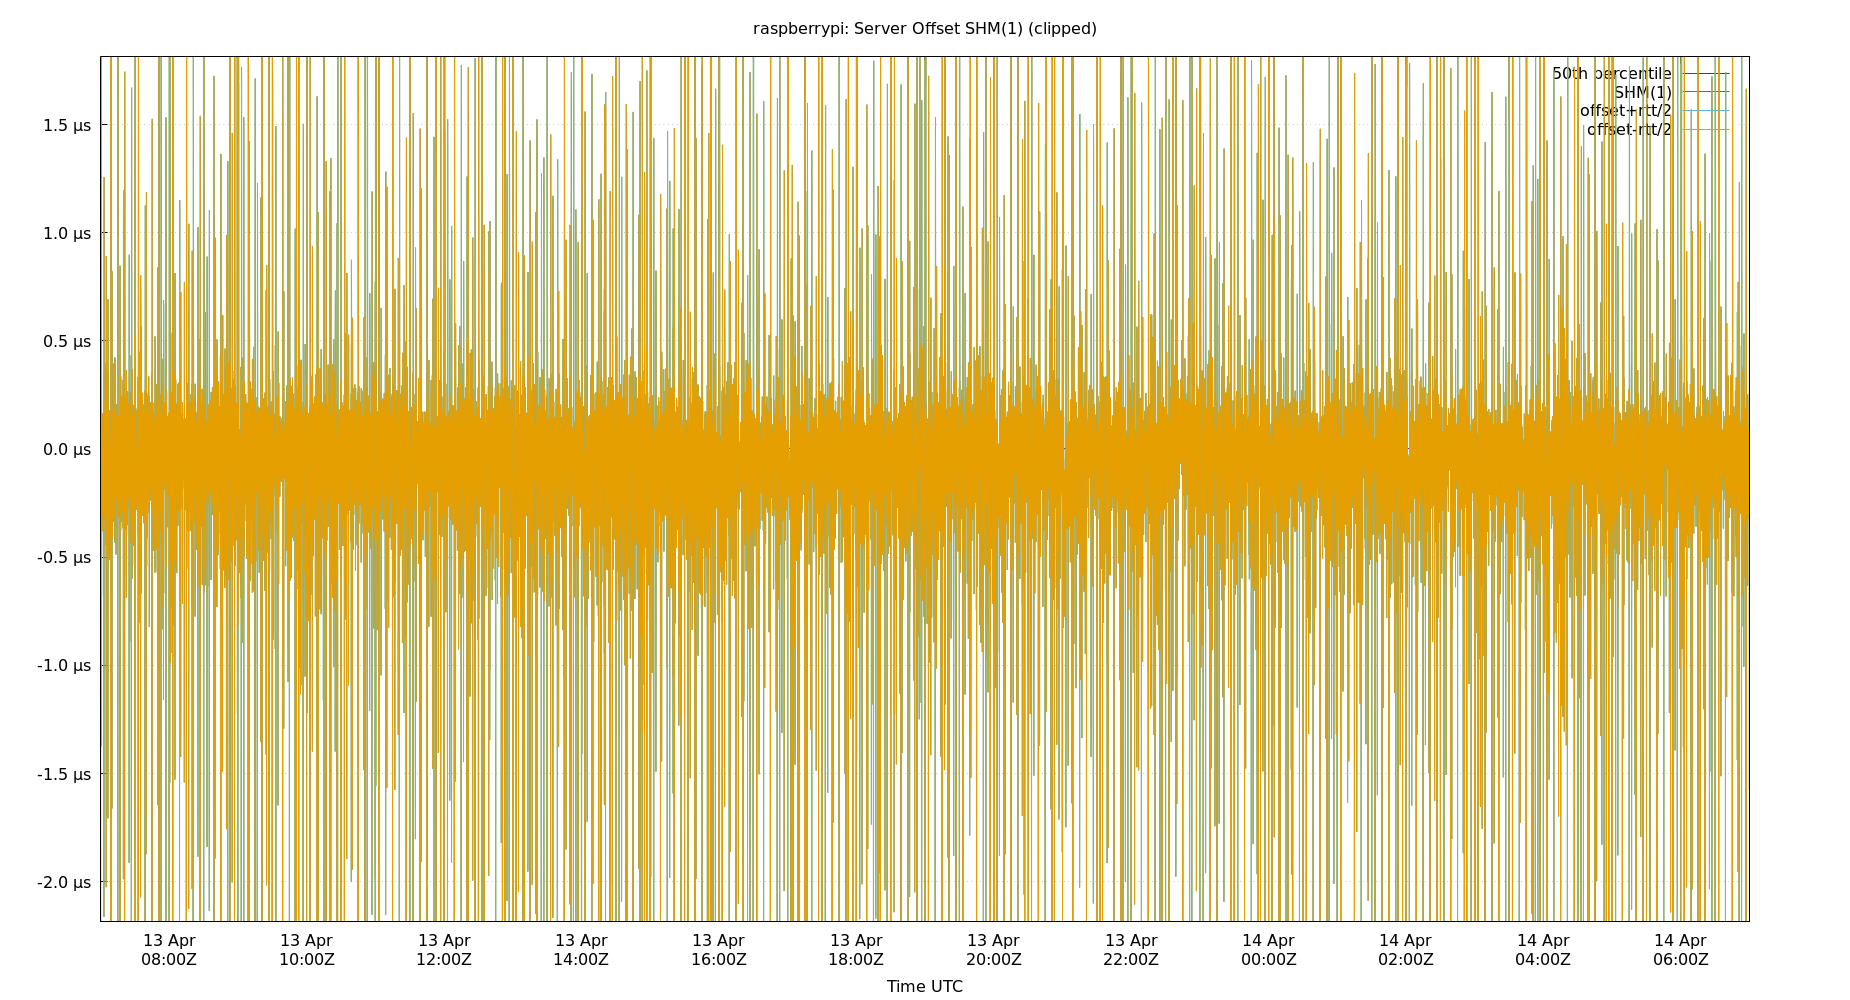 raspberrypi: Server Offset SHM(1) (clipped)
50th percentile
SHM(1)
offset+rtt/2
offset-rtt/2
1.5 µs
1.0 µs
0.5 µs
0.0 µs
-0.5 µs
-1.0 µs
-1.5 µs
-2.0 µs
13 Apr 13 Apr 13 Apr 13 Apr 13 Apr 13 Apr 13 Apr 13 Apr 14 Apr 14 Apr 14 Apr 14 Apr
08:00Z 10:00Z 12:00Z 14:00Z 16:00Z 18:00Z 20:00Z 22:00Z 00:00Z 02:00Z 04:00Z 06:00Z
Time UTC